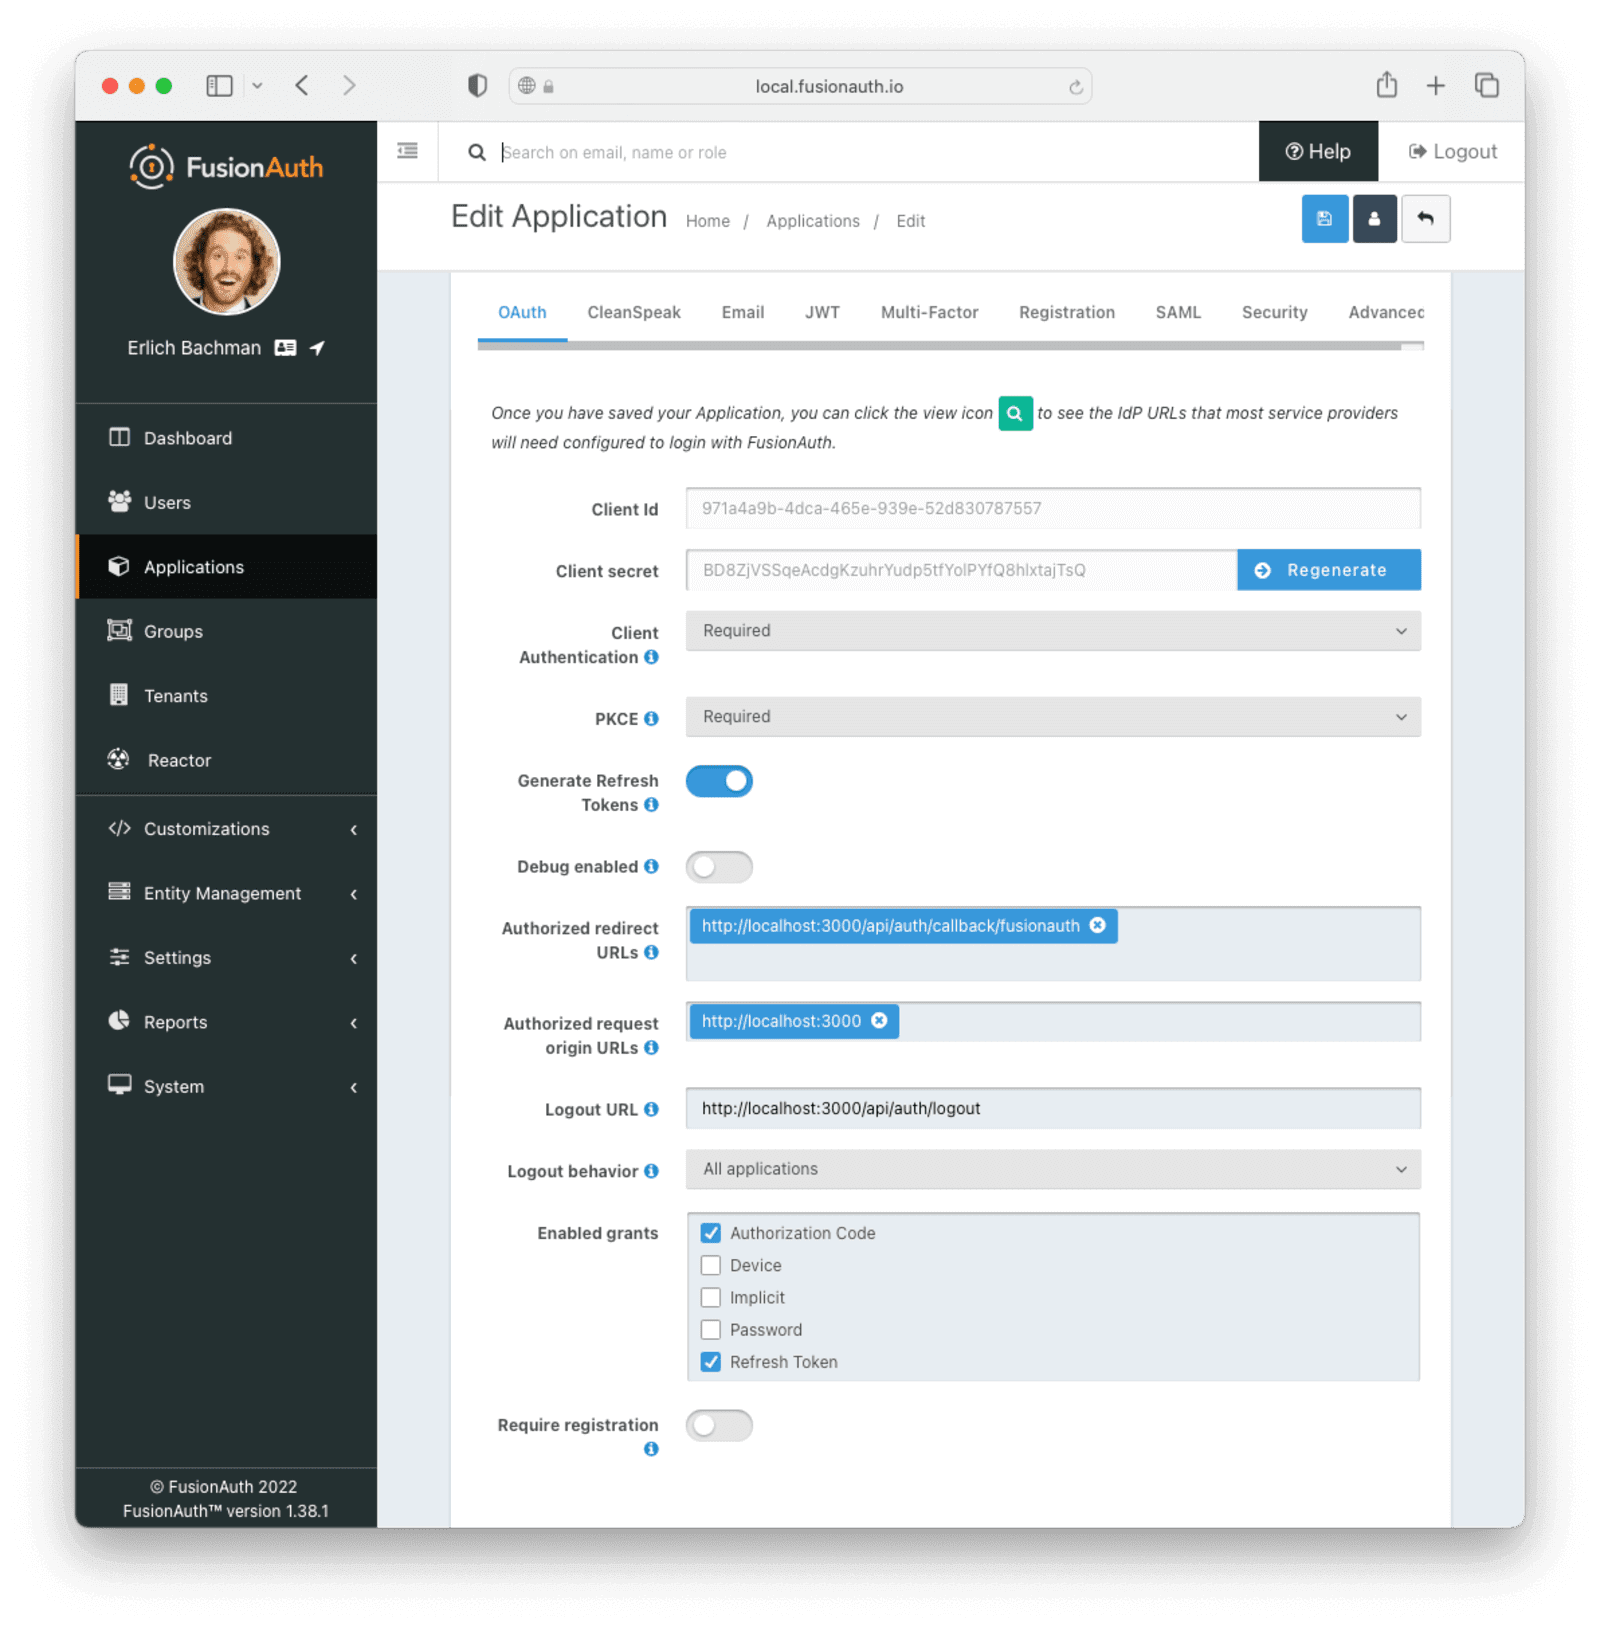 local.fusionauth.io
FusionAuth
Search on email, name or role
Help
Logout
Edit Application
Home / Applications / Edit
Erlich Bachman
Dashboard
Users
Applications
Groups
Tenants
Reactor
Customizations
Entity Management
Settings
Reports
System
© FusionAuth 2022
FusionAuth™ version 1.38.1
OAuth CleanSpeak Email JWT Multi-Factor Registration SAML Security Advanced
Once you have saved your Application, you can click the view icon to see the IdP URLs that most service providers
will need configured to login with FusionAuth.
Client Id 971a4a9b-4dca-465e-939e-52d830787557
Client secret BD8ZjVSSqeAcdgKzuhrYudp5tfYolPYfQ8hlxtajTsQ Regenerate
Client
Authentication Required
PKCE Required
Generate Refresh
Tokens
Debug enabled
Authorized redirect
URLs http://localhost:3000/api/auth/callback/fusionauth
Authorized request
origin URLs http://localhost:3000
Logout URL http://localhost:3000/api/auth/logout
Logout behavior All applications
Enabled grants Authorization Code
Device
Implicit
Password
Refresh Token
Require registration